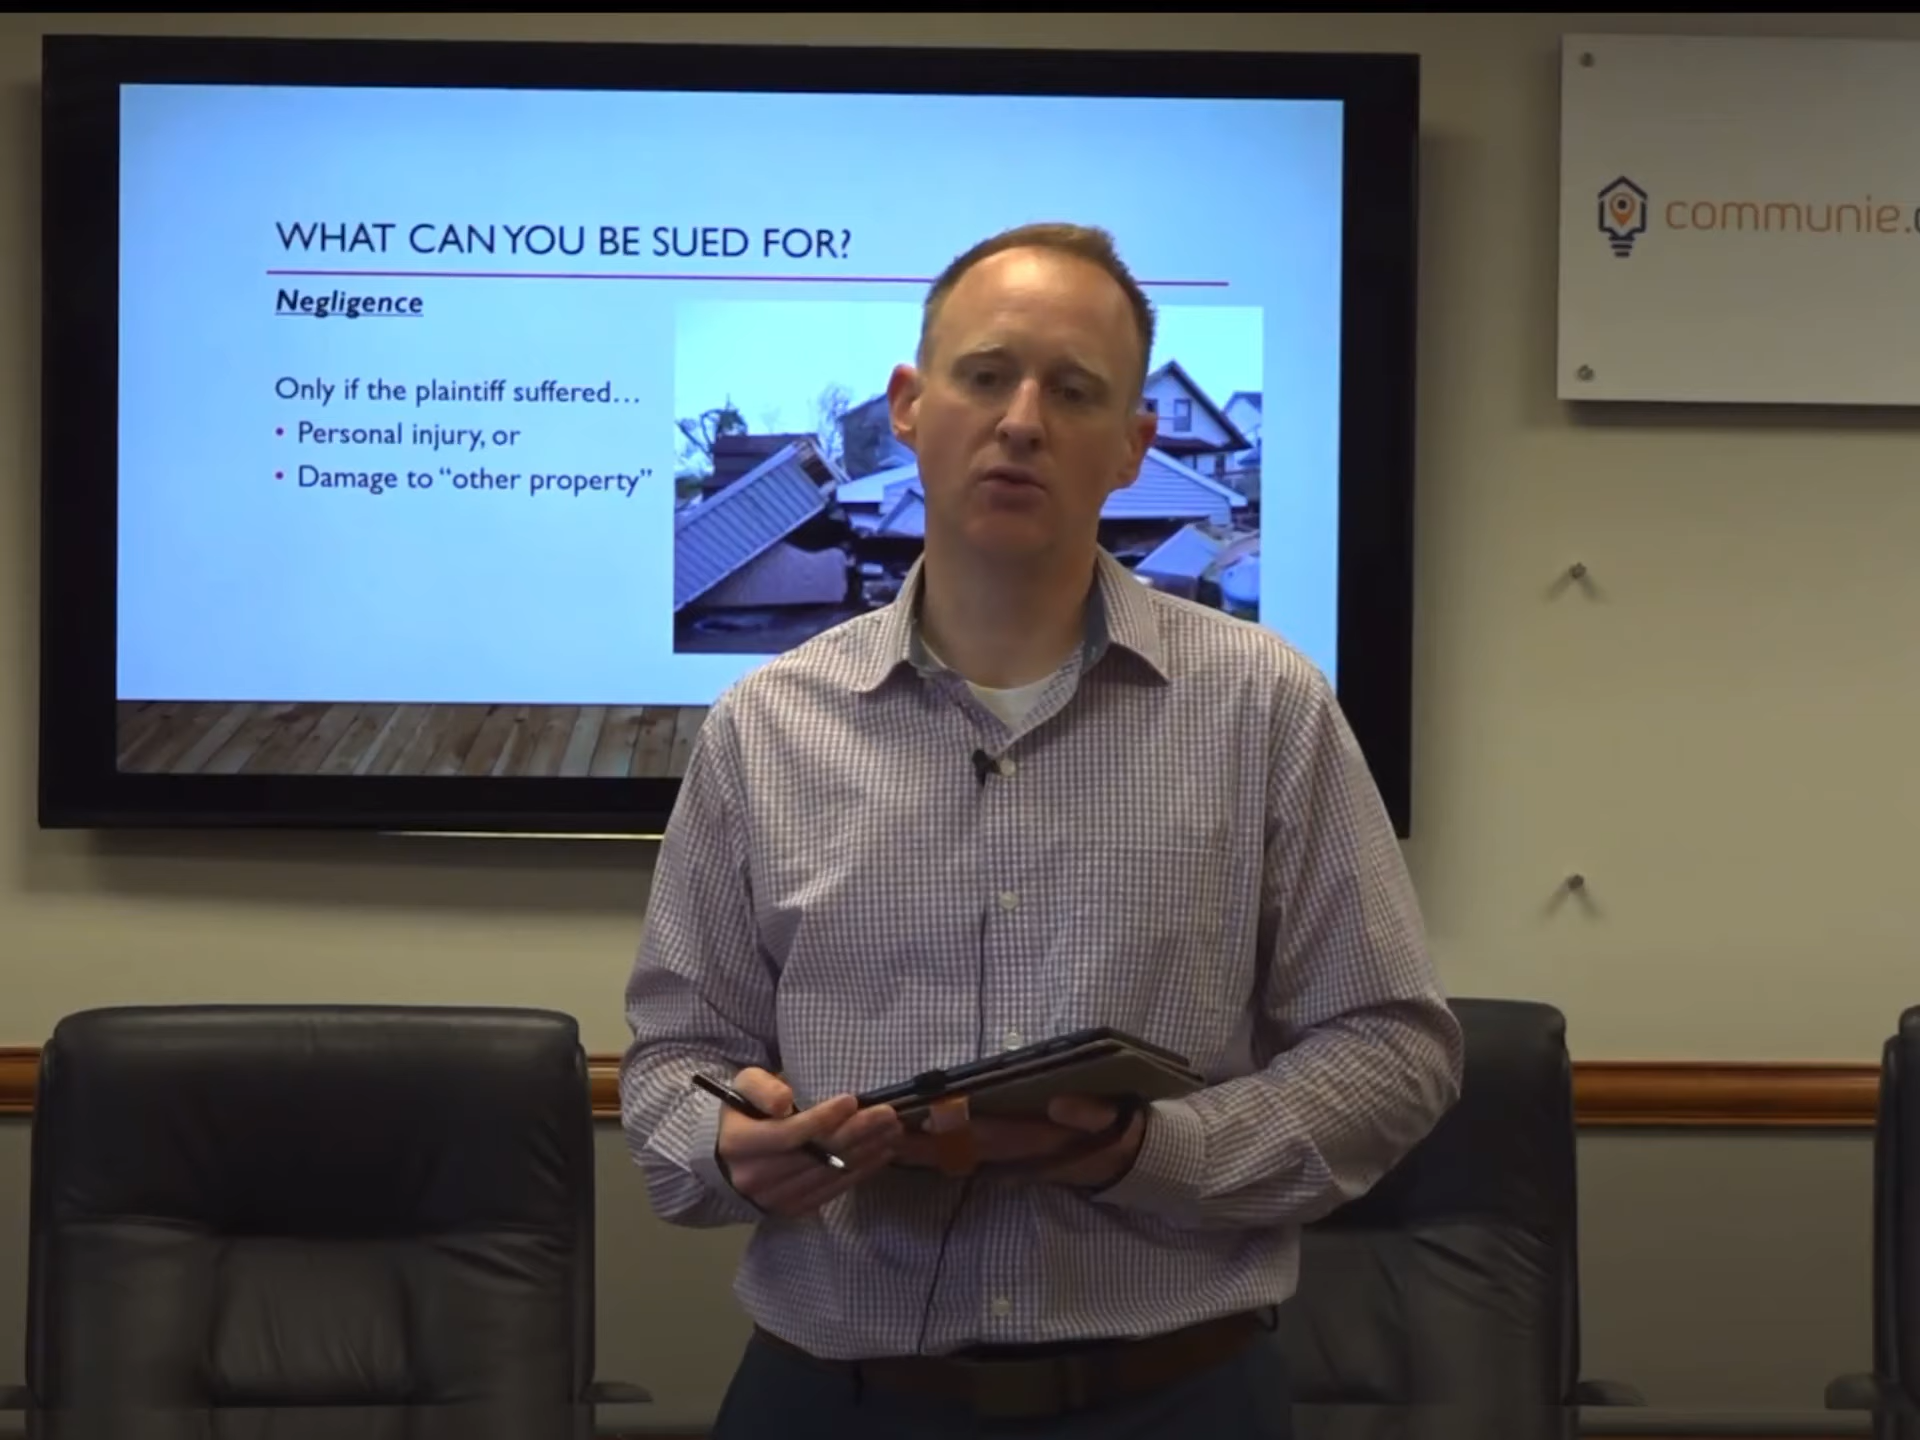 WHAT CAN YOU BE SUED FOR?
Negligence
Only if the plaintiff suffered…
• Personal injury, or
• Damage to “other property”
communie.